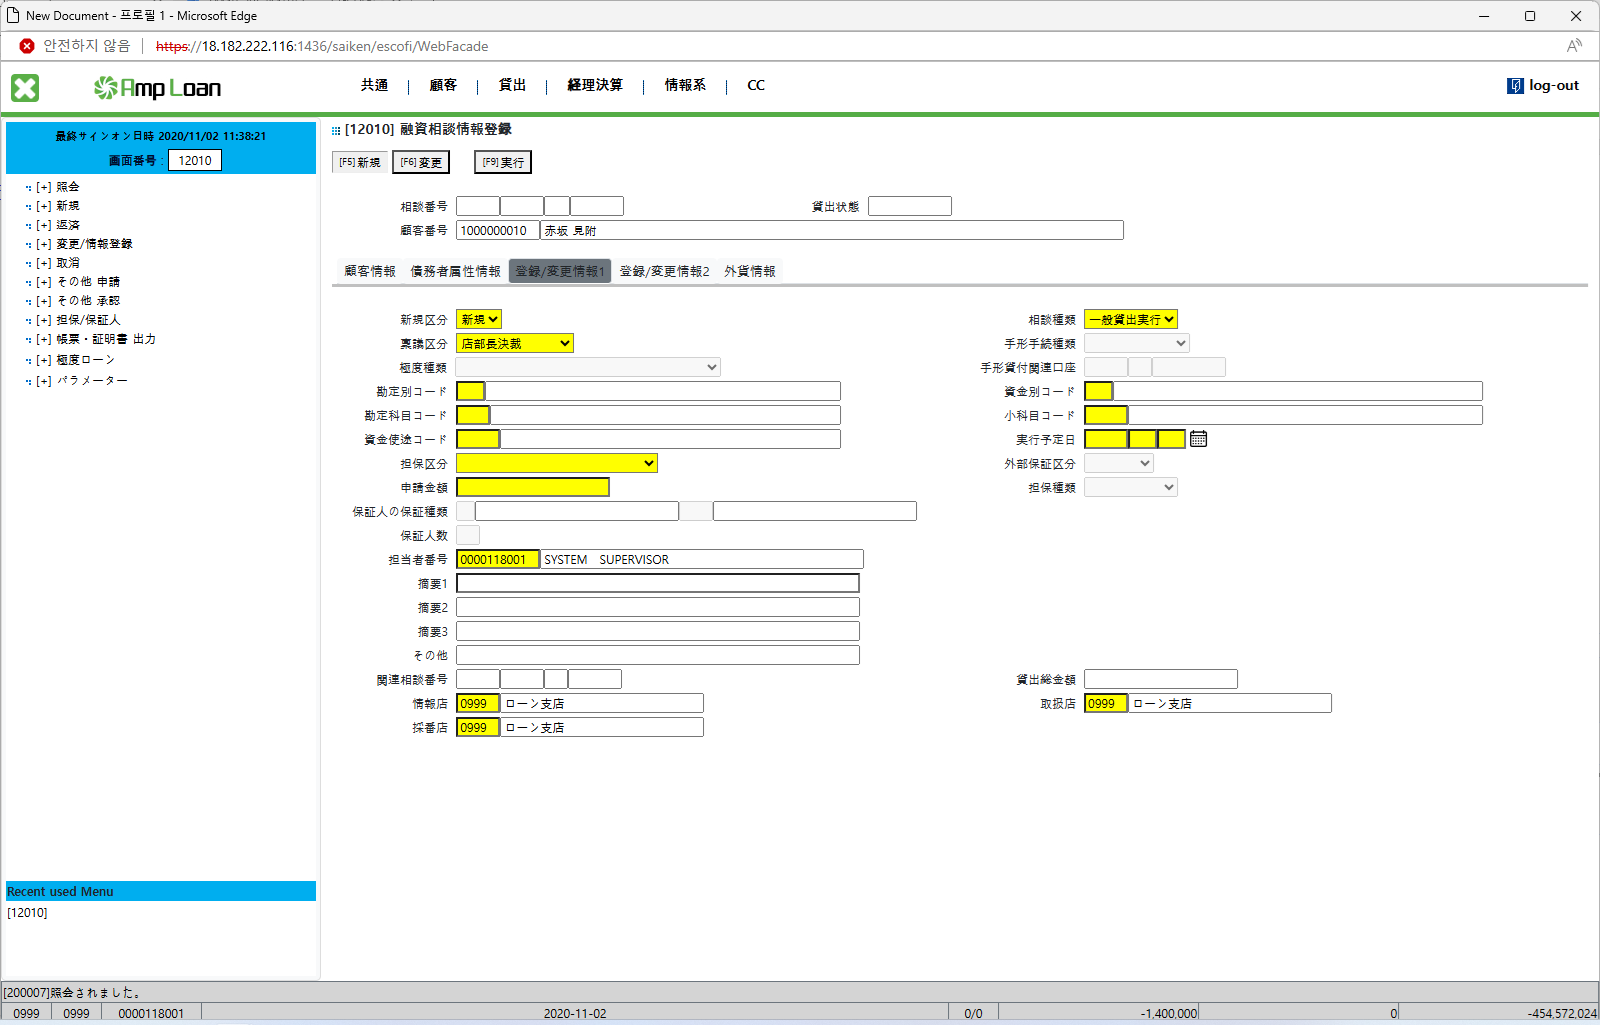 New Document - 프로필 1 - Microsoft Edge
안전하지 않음 https://18.182.222.116:1436/saiken/escofi/WebFacade
Amp Loan
共通 | 顧客 | 貸出 | 経理決算 | 情報系 | CC
log-out
最終サインオン日時 2020/11/02 11:38:21
画面番号 : 12010
[+] 照会
[+] 新規
[+] 返済
[+] 変更/情報登録
[+] 取消
[+] その他 申請
[+] その他 承認
[+] 担保/保証人
[+] 帳票・証明書 出力
[+] 極度ローン
[+] パラメーター
Recent used Menu
[12010]
[12010] 融資相談情報登録
[F5]新規 [F6]変更 [F9]実行
相談番号 貸出状態
顧客番号 1000000010 赤坂 見附
顧客情報 債務者属性情報 登録/変更情報1 登録/変更情報2 外貨情報
新規区分 新規 相談種類 一般貸出実行
稟議区分 店部長決裁 手形手続種類
極度種類 手形貸付関連口座
勘定別コード 資金別コード
勘定科目コード 小科目コード
資金使途コード 実行予定日
担保区分 外部保証区分
申請金額 担保種類
保証人の保証種類
保証人数
担当者番号 0000118001 SYSTEM SUPERVISOR
摘要1
摘要2
摘要3
その他
関連相談番号 貸出総金額
情報店 0999 ローン支店 取扱店 0999 ローン支店
採番店 0999 ローン支店
[200007]照会されました。
0999 0999 0000118001 2020-11-02 0/0 -1,400,000 0 -454,572,024